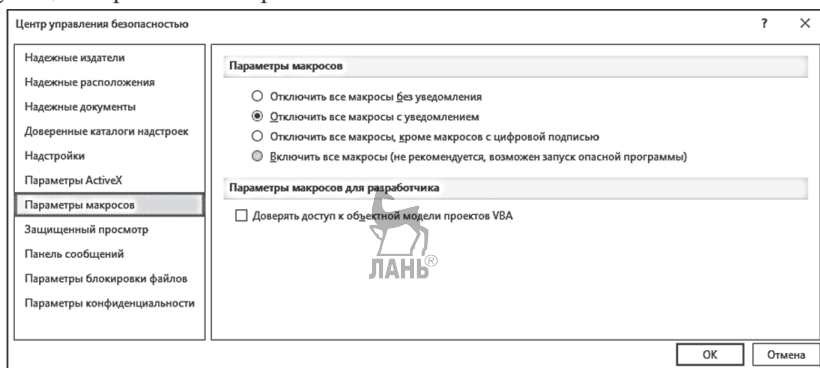 Центр управления безопасностью ? ×
Надежные издатели
Надежные расположения
Надежные документы
Доверенные каталоги надстроек
Надстройки
Параметры ActiveX
Параметры макросов
Защищенный просмотр
Панель сообщений
Параметры блокировки файлов
Параметры конфиденциальности
Параметры макросов
Отключить все макросы без уведомления
Отключить все макросы с уведомлением
Отключить все макросы, кроме макросов с цифровой подписью
Включить все макросы (не рекомендуется, возможен запуск опасной программы)
Параметры макросов для разработчика
Доверять доступ к объектной модели проектов VBA
ЛАНЬ®
ОК Отмена